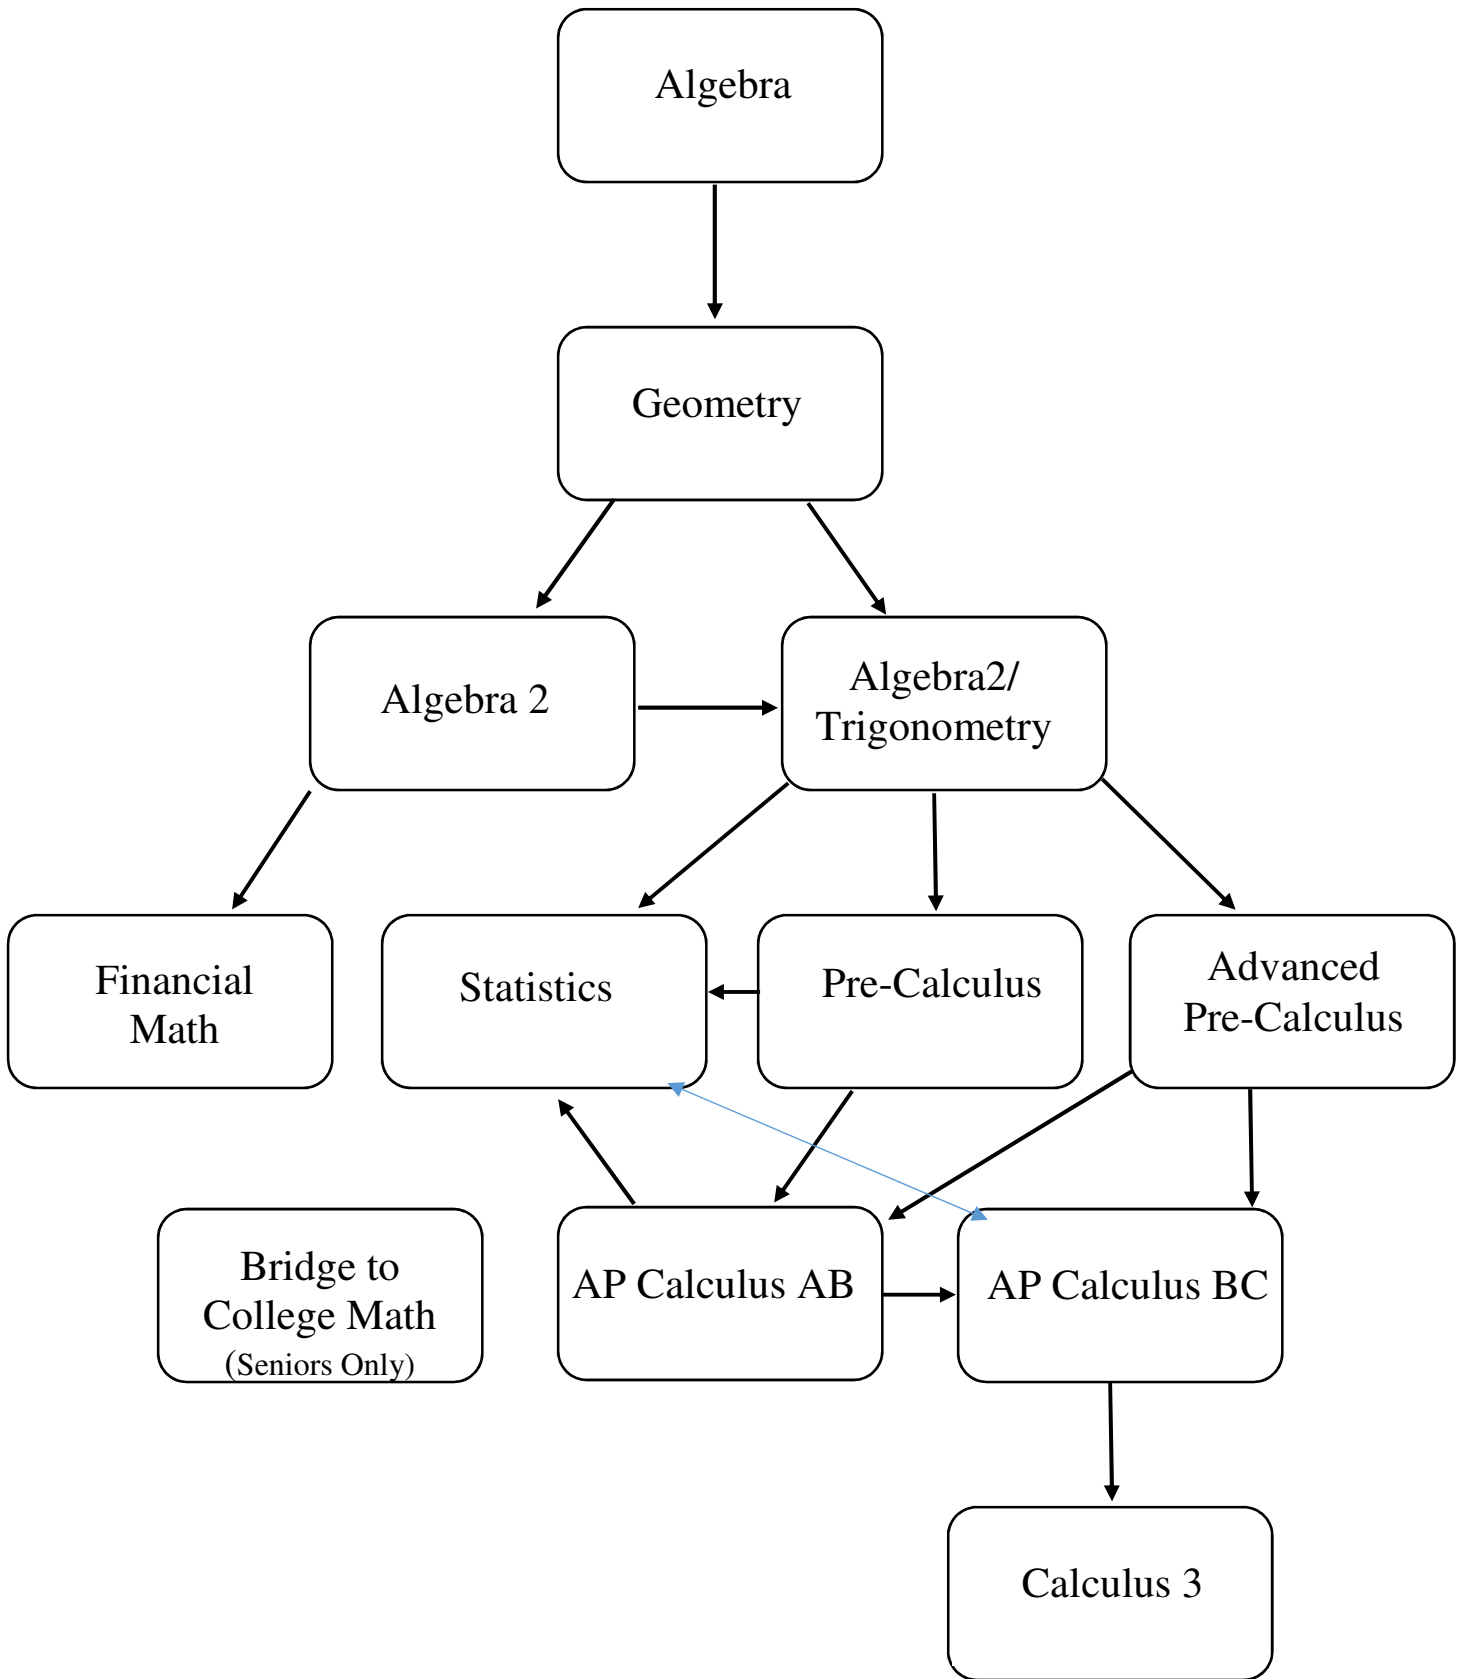 Algebra
Geometry
Algebra 2
Algebra2/
Trigonometry
Financial
Math
Statistics
Pre-Calculus
Advanced
Pre-Calculus
Bridge to
College Math
(Seniors Only)
AP Calculus AB
AP Calculus BC
Calculus 3